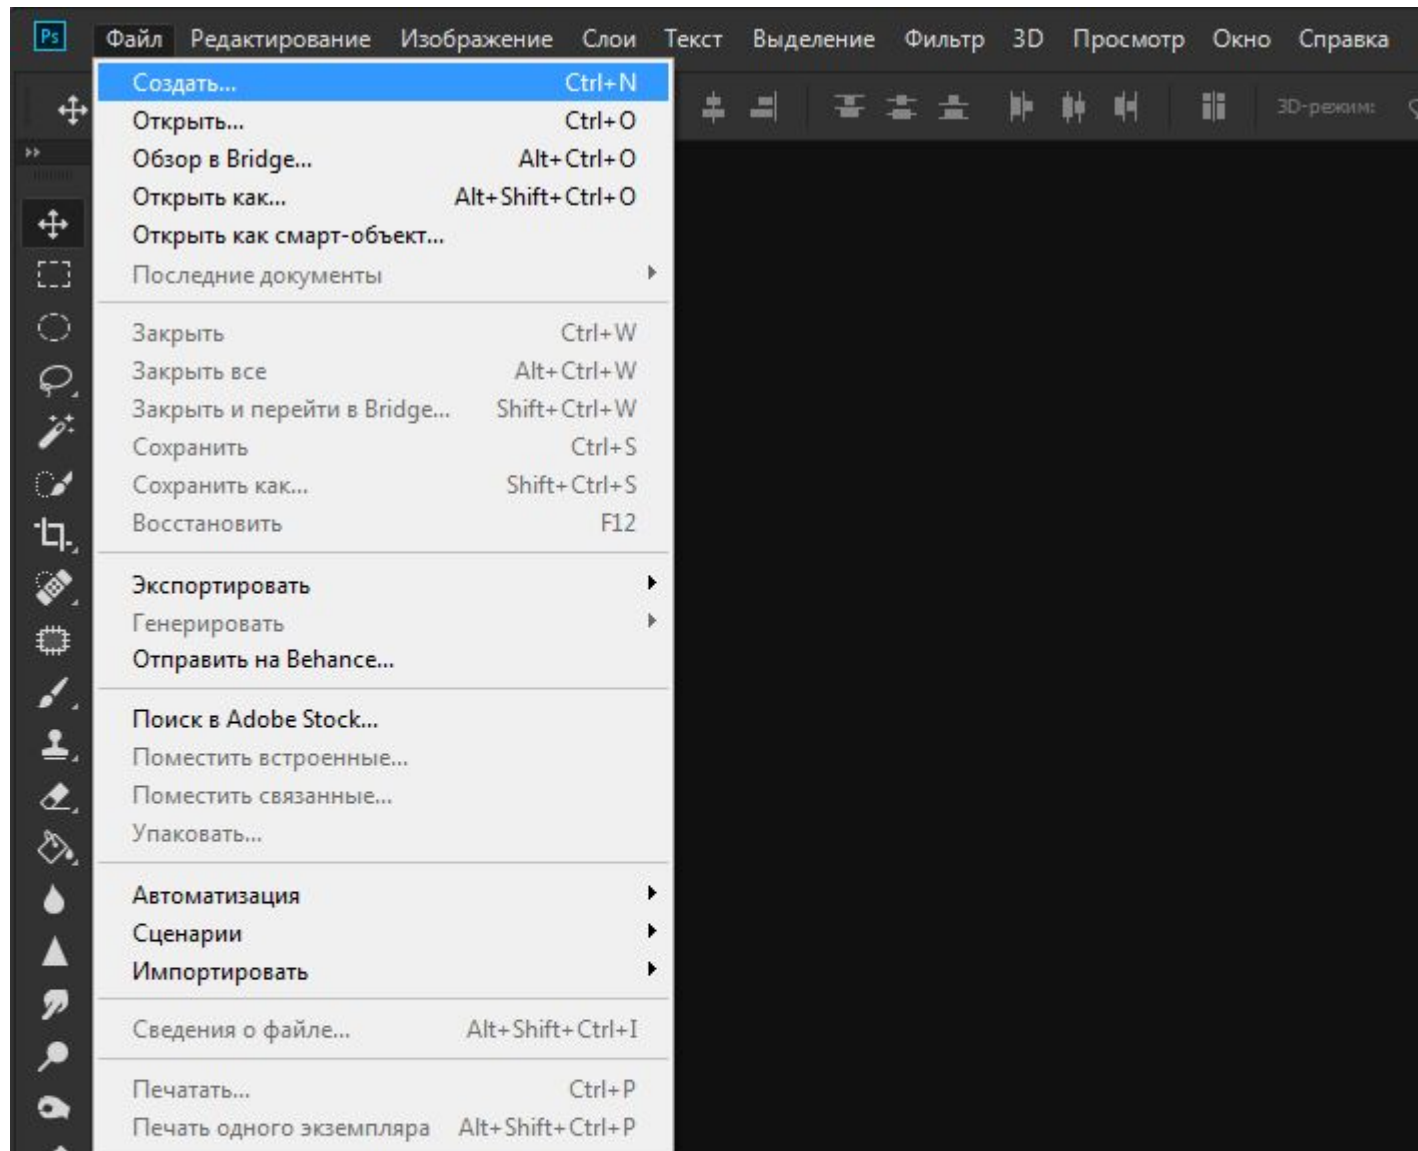 Ps Файл Редактирование Изображение Слои Текст Выделение Фильтр 3D Просмотр Окно Справка
3D-режим:
Создать... Ctrl+N
Открыть... Ctrl+O
Обзор в Bridge... Alt+Ctrl+O
Открыть как... Alt+Shift+Ctrl+O
Открыть как смарт-объект...
Последние документы
Закрыть Ctrl+W
Закрыть все Alt+Ctrl+W
Закрыть и перейти в Bridge... Shift+Ctrl+W
Сохранить Ctrl+S
Сохранить как... Shift+Ctrl+S
Восстановить F12
Экспортировать
Генерировать
Отправить на Behance...
Поиск в Adobe Stock...
Поместить встроенные...
Поместить связанные...
Упаковать...
Автоматизация
Сценарии
Импортировать
Сведения о файле... Alt+Shift+Ctrl+I
Печатать... Ctrl+P
Печать одного экземпляра Alt+Shift+Ctrl+P